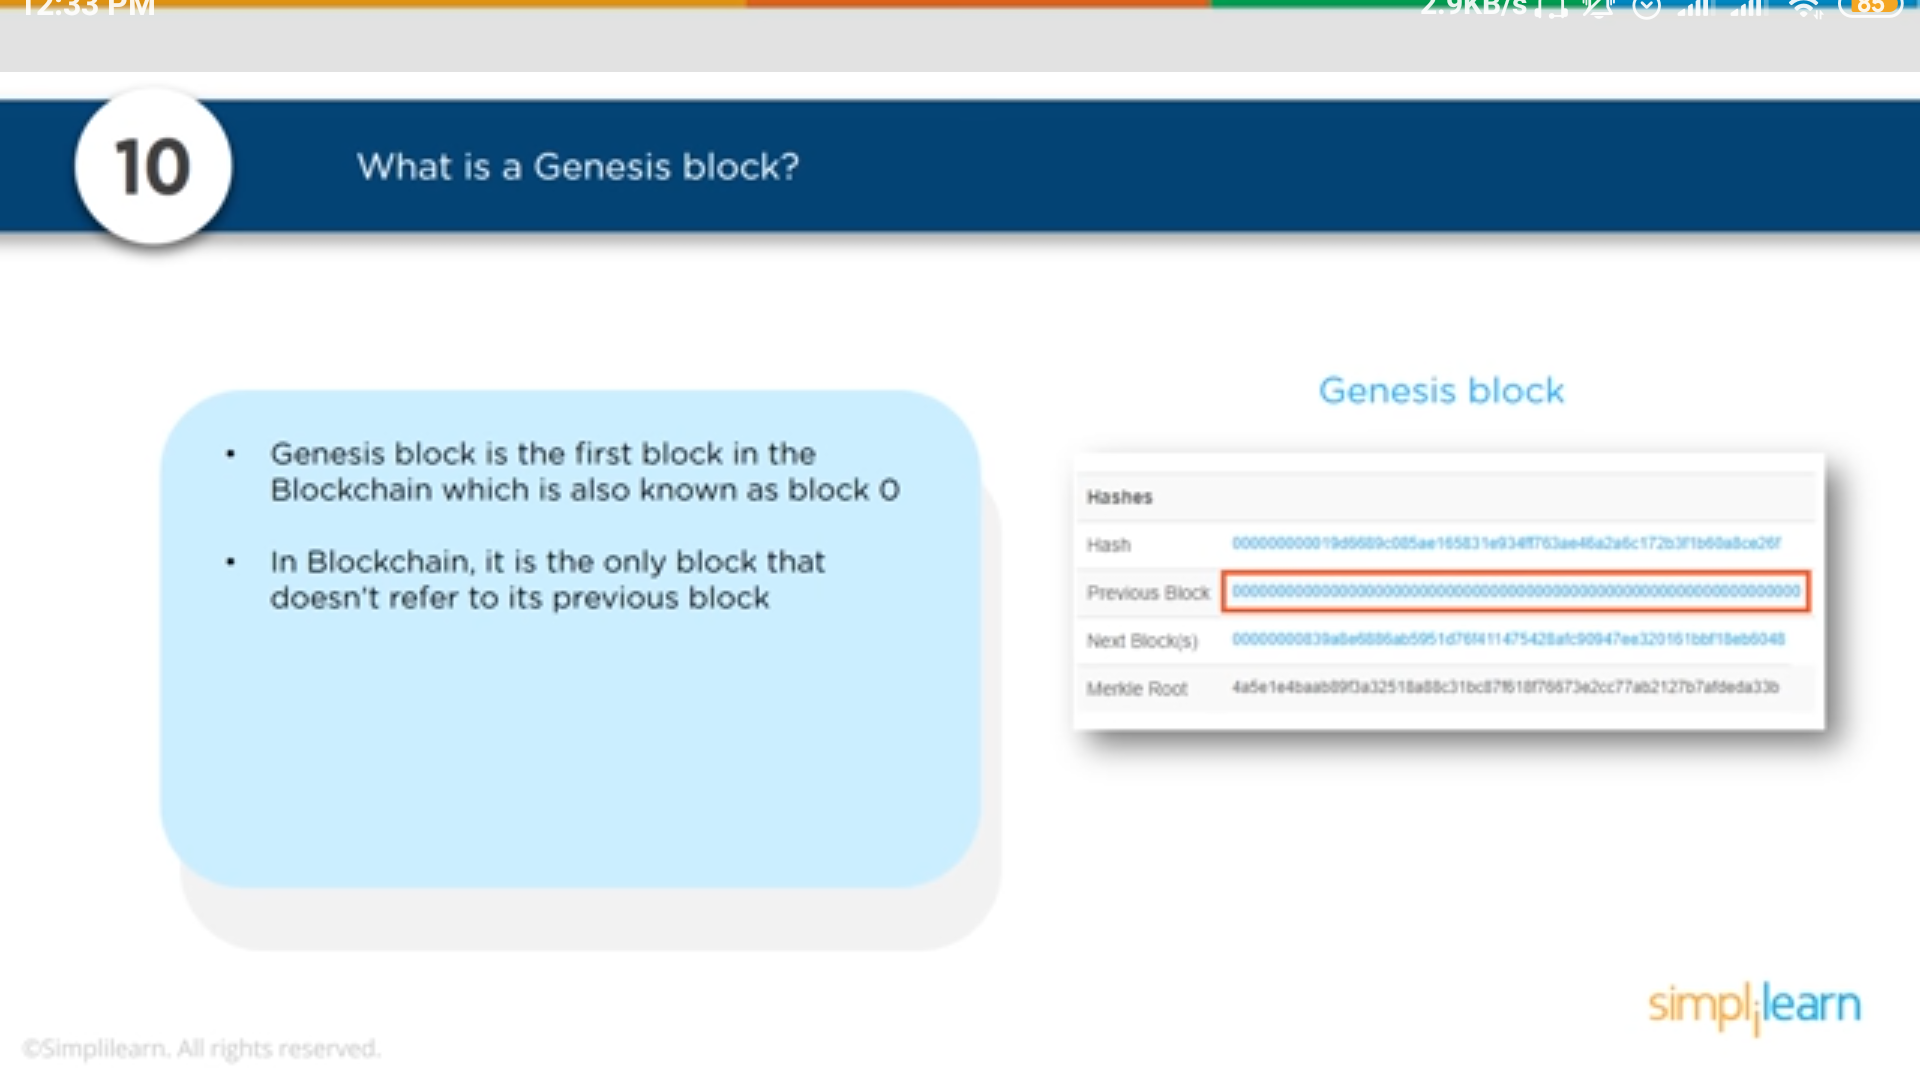 12:33 PM
2.9KB/s
85
10
What is a Genesis block?
Genesis block
• Genesis block is the first block in the
Blockchain which is also known as block 0
• In Blockchain, it is the only block that
doesn't refer to its previous block
Hashes
Hash 000000000019d6689c085ae165831e934ff763ae46a2a6c172b3f1b60a8ce26f
Previous Block 0000000000000000000000000000000000000000000000000000000000000000
Next Block(s) 00000000839a8e6886ab5951d76f411475428afc90947ee320161bbf18eb6048
Merkle Root 4a5e1e4baab89f3a32518a88c31bc87f618f76673e2cc77ab2127b7afdeda33b
simplilearn
©Simplilearn. All rights reserved.